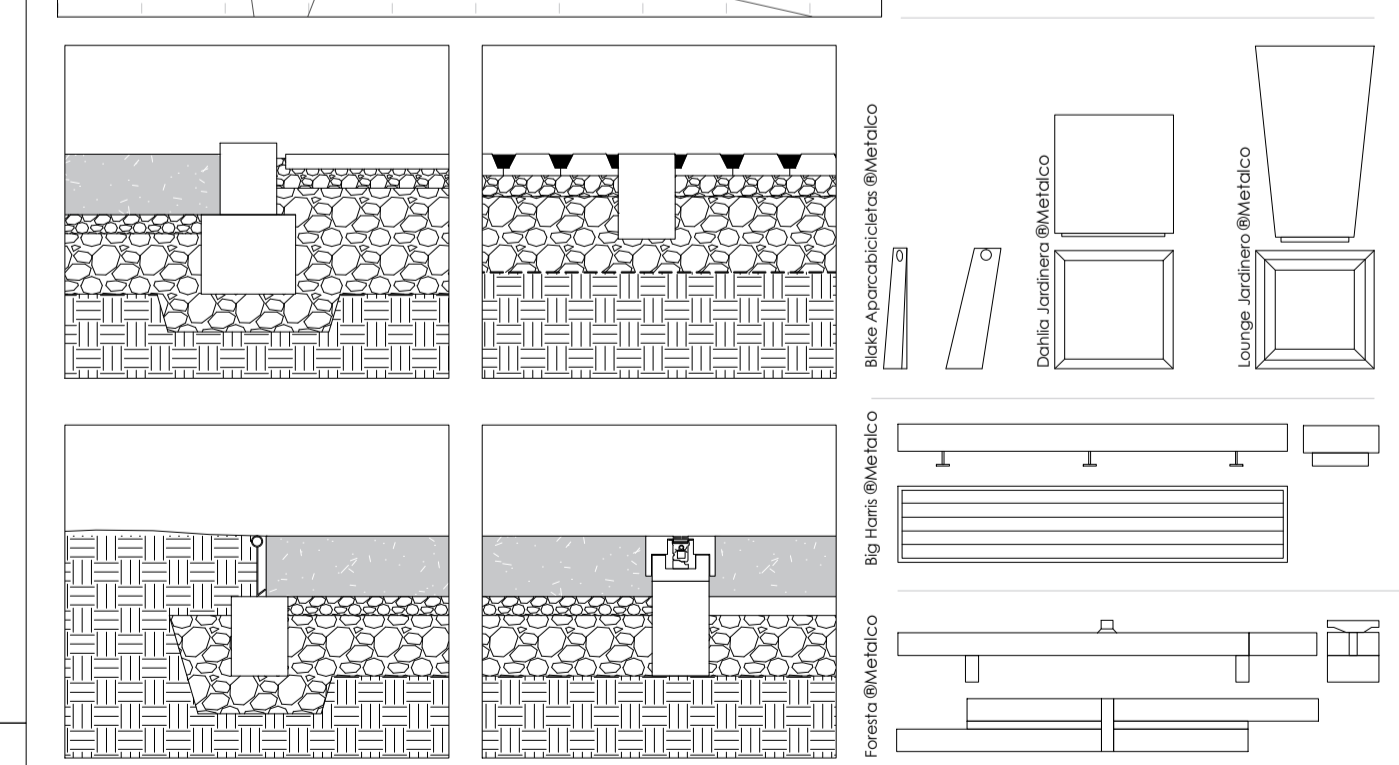 Blake Aparcabicicletas ®Metalco
Dahlia Jardinera ®Metalco
Lounge Jardinero ®Metalco
Big Harris ®Metalco
Foresta ®Metalco